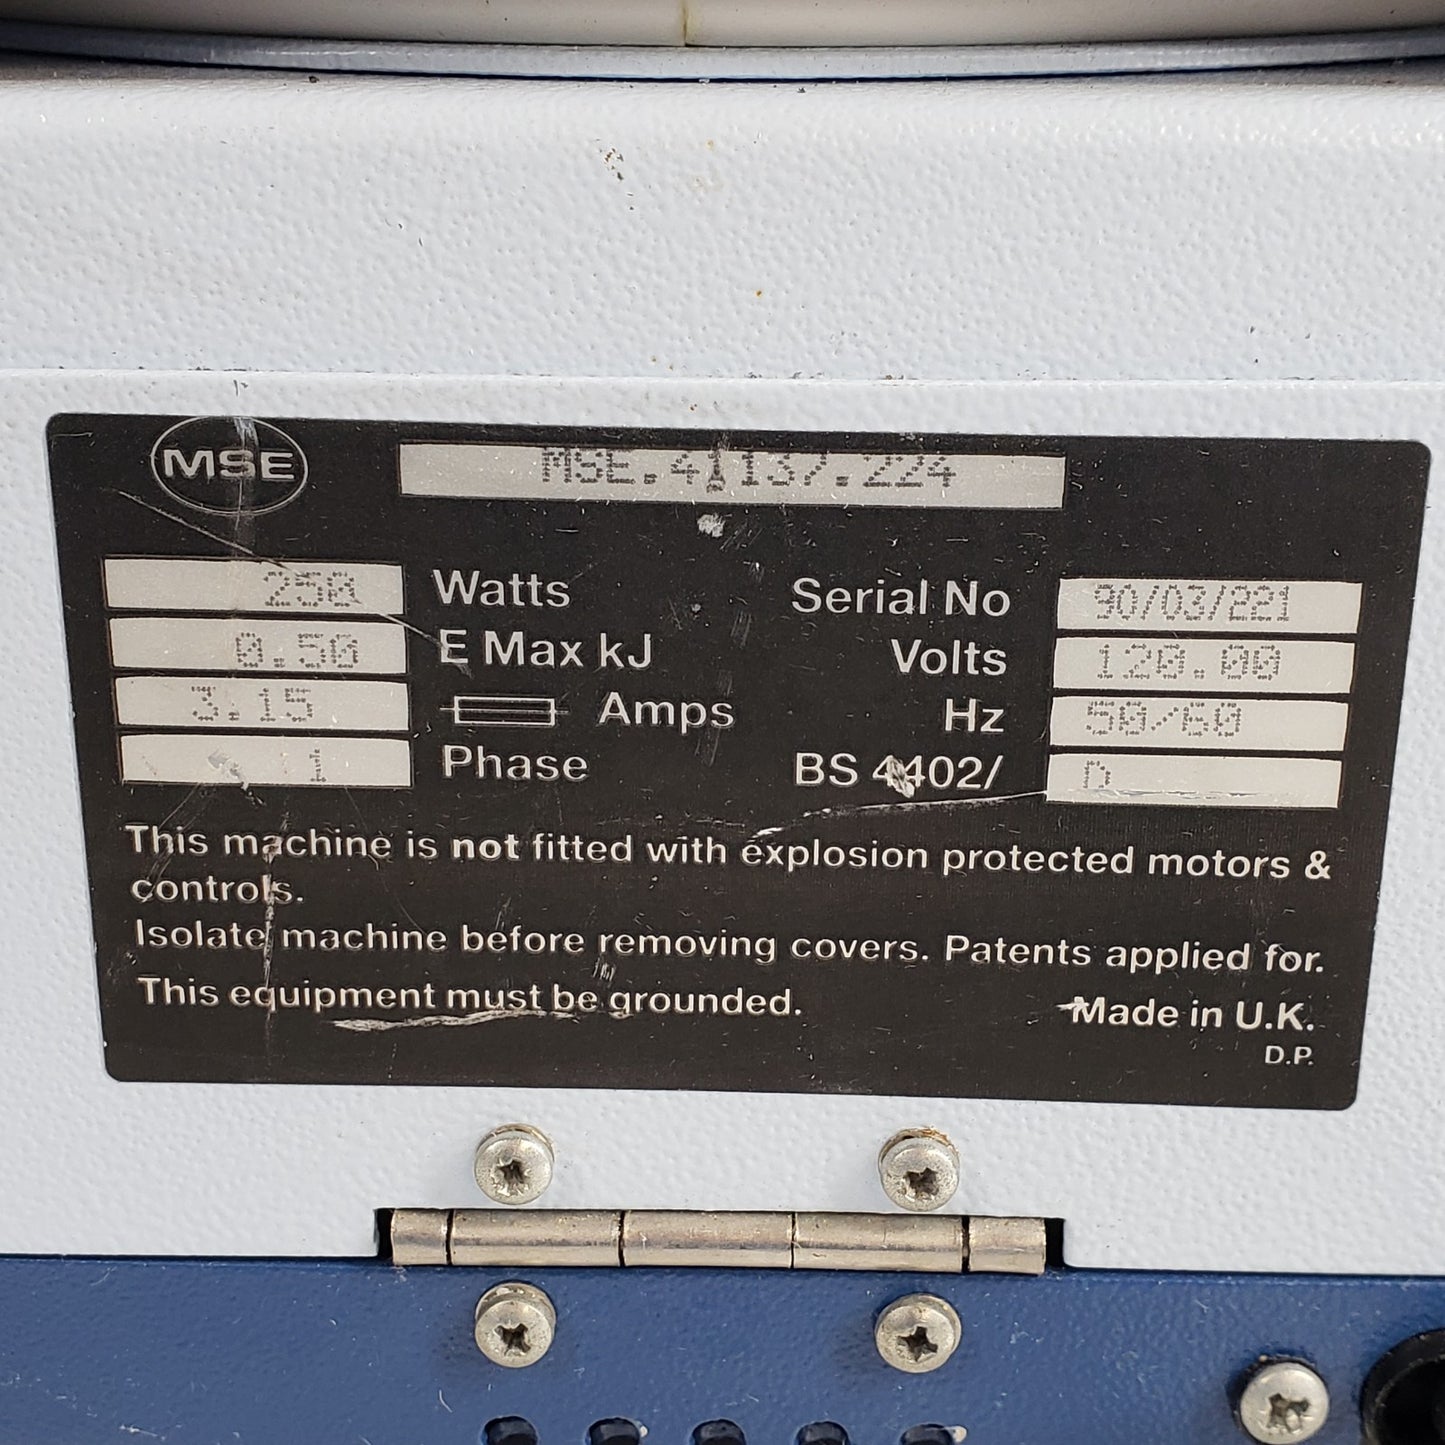 MSE
MSE.41137.224
250 Watts Serial No 90/03/221
0.50 E Max kJ Volts 120.00
3.15 Amps Hz 50/60
1 Phase BS 4402/
This machine is not fitted with explosion protected motors &
controls.
Isolate machine before removing covers. Patents applied for.
This equipment must be grounded. Made in U.K.
D.P.